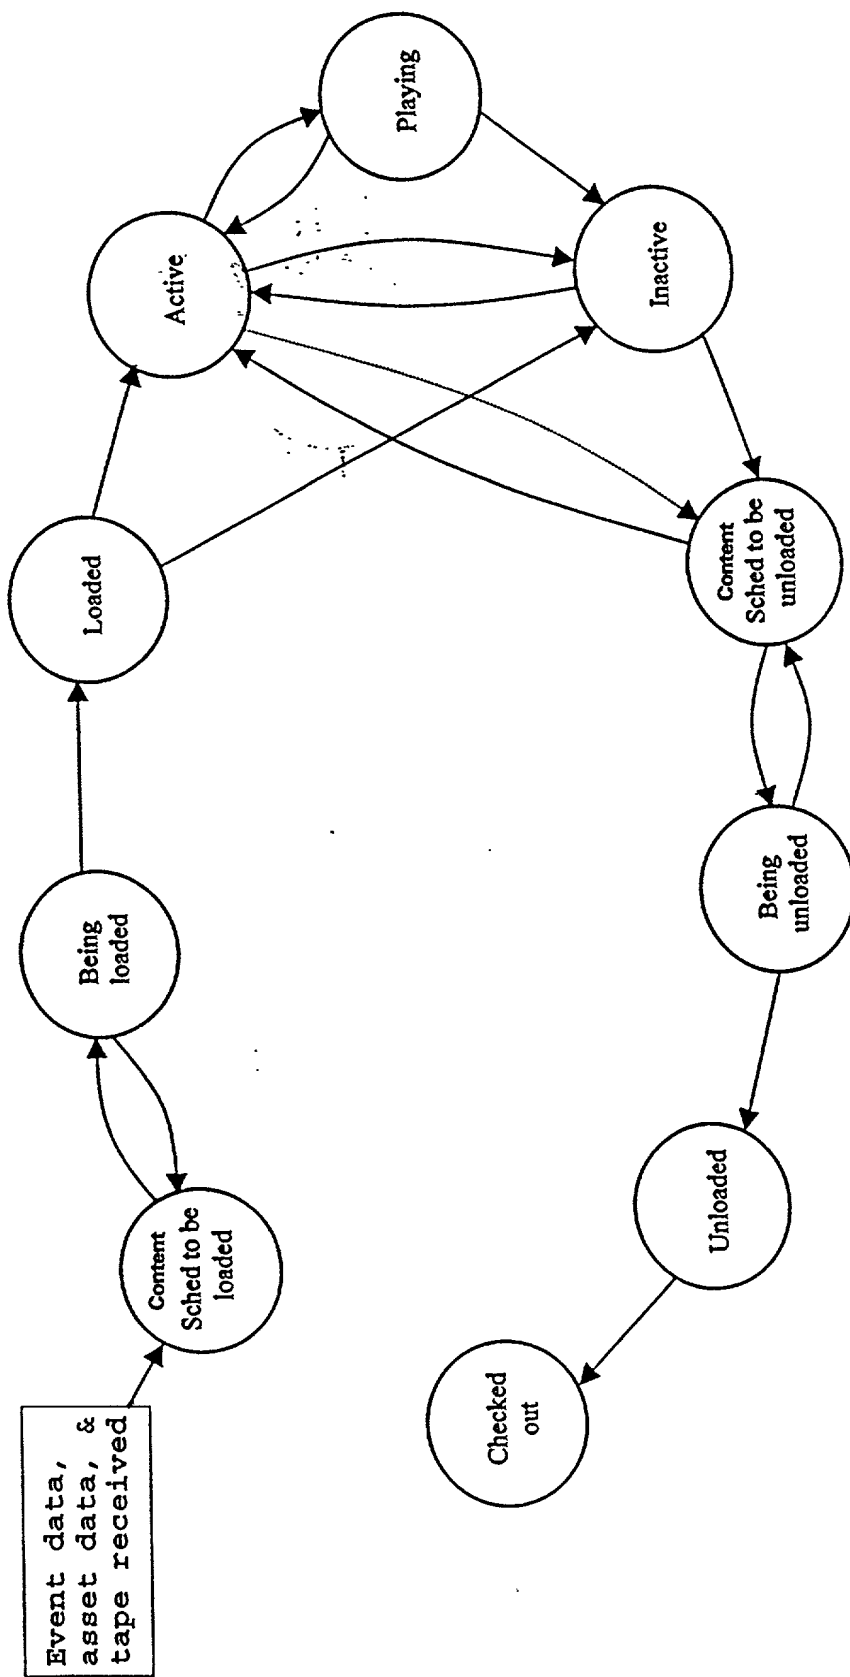 Event data,
asset data, &
tape received
Content
Sched to be
loaded
Being
loaded
Loaded
Active
Playing
Inactive
Content
Sched to be
unloaded
Being
unloaded
Unloaded
Checked
out